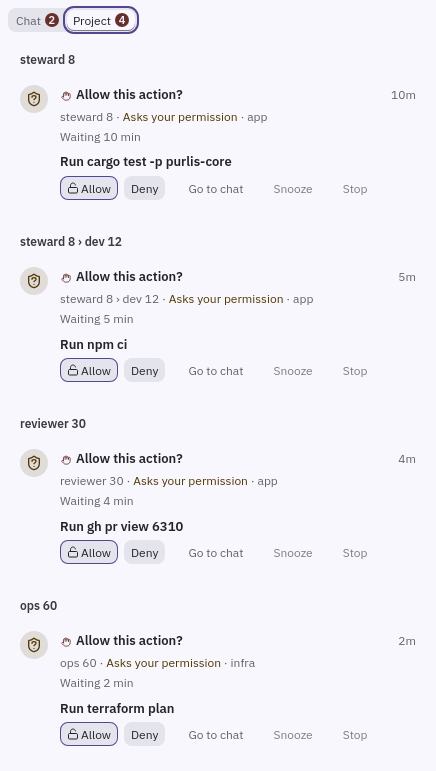 Chat 2 Project 4
steward 8
Allow this action? 10m
steward 8 · Asks your permission · app
Waiting 10 min
Run cargo test -p purlis-core
Allow Deny Go to chat Snooze Stop
steward 8 › dev 12
Allow this action? 5m
steward 8 › dev 12 · Asks your permission · app
Waiting 5 min
Run npm ci
Allow Deny Go to chat Snooze Stop
reviewer 30
Allow this action? 4m
reviewer 30 · Asks your permission · app
Waiting 4 min
Run gh pr view 6310
Allow Deny Go to chat Snooze Stop
ops 60
Allow this action? 2m
ops 60 · Asks your permission · infra
Waiting 2 min
Run terraform plan
Allow Deny Go to chat Snooze Stop